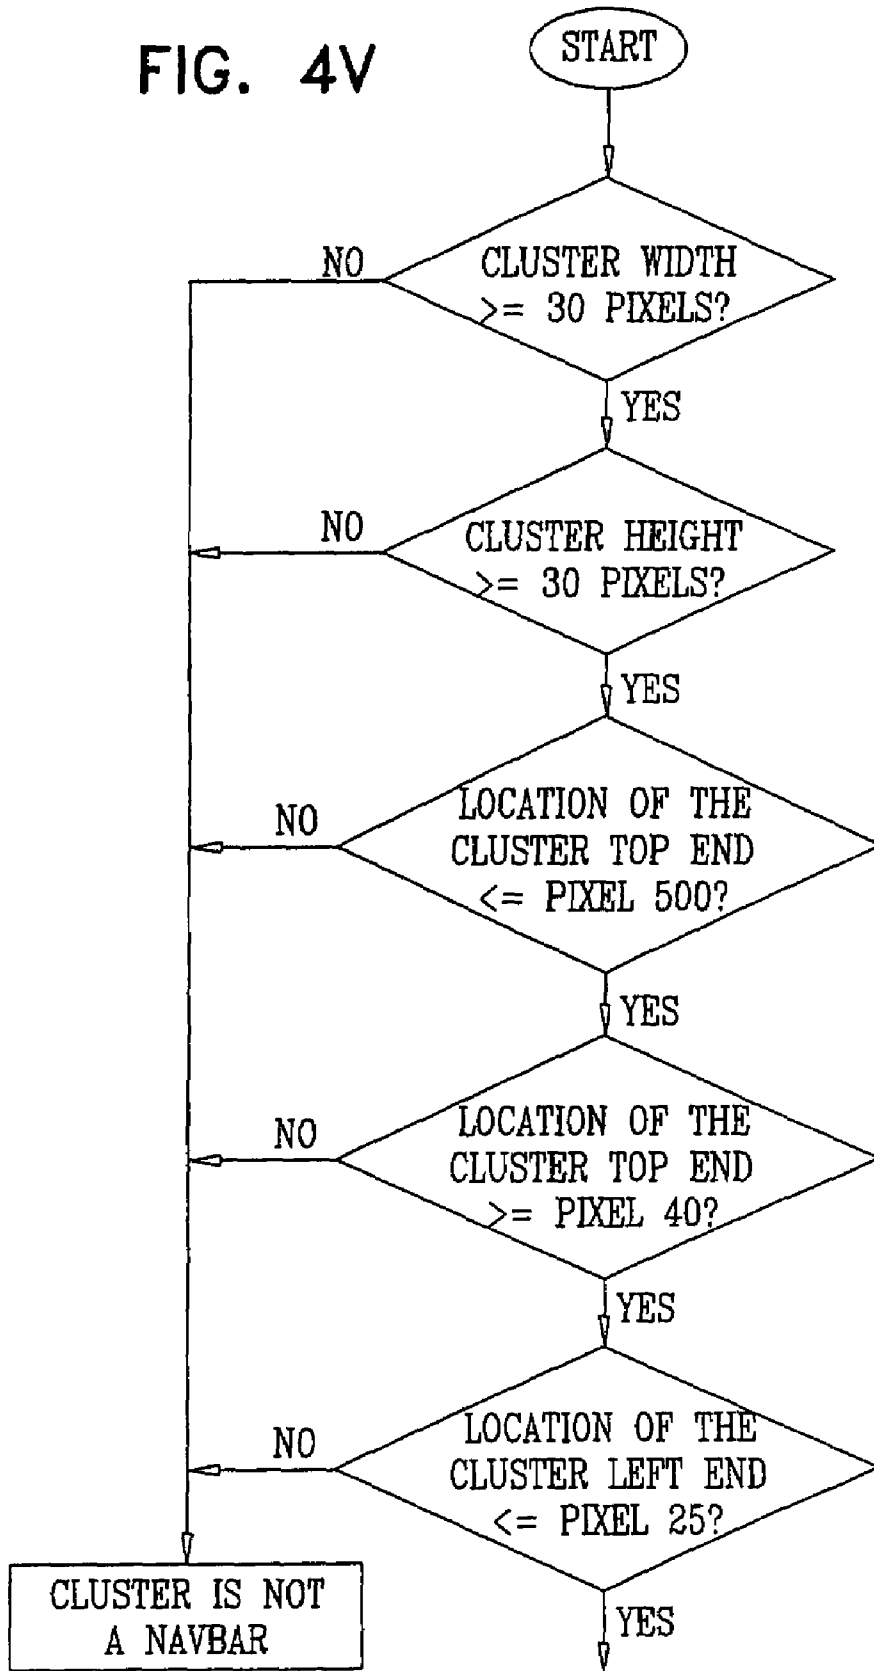 FIG. 4V
START
CLUSTER WIDTH
>= 30 PIXELS?
NO
YES
CLUSTER HEIGHT
>= 30 PIXELS?
NO
YES
LOCATION OF THE
CLUSTER TOP END
<= PIXEL 500?
NO
YES
LOCATION OF THE
CLUSTER TOP END
>= PIXEL 40?
NO
YES
LOCATION OF THE
CLUSTER LEFT END
<= PIXEL 25?
NO
YES
CLUSTER IS NOT
A NAVBAR